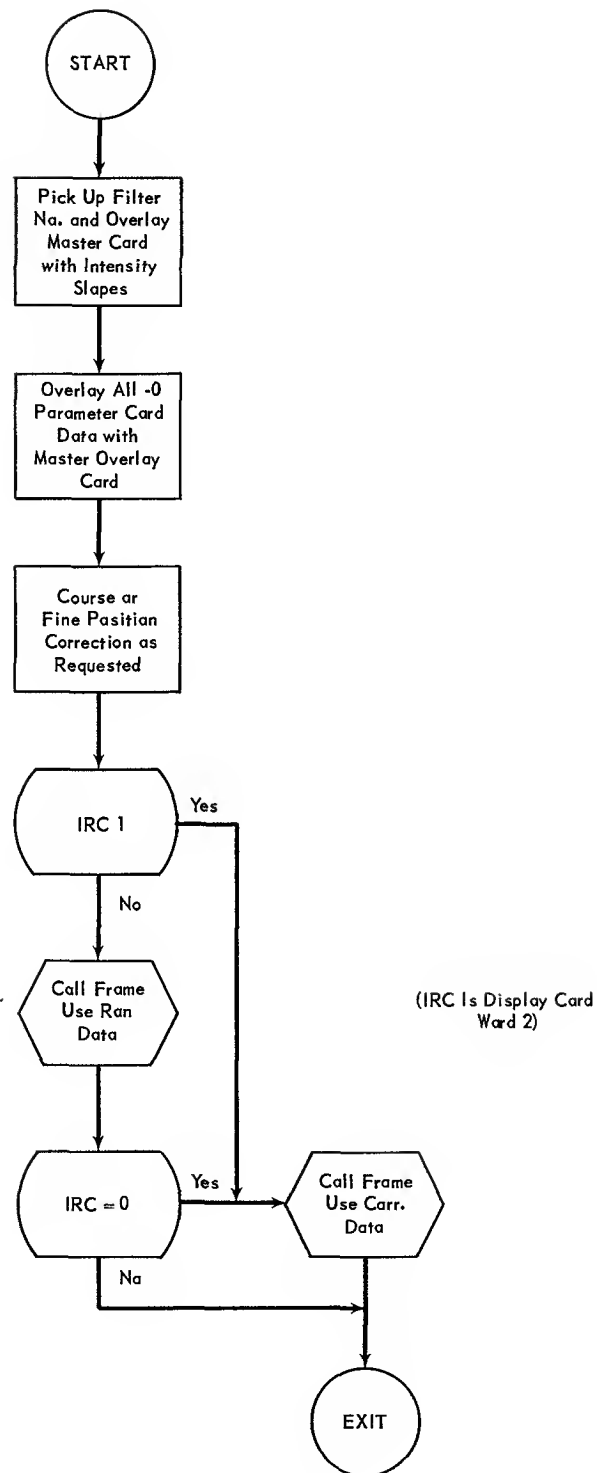 START
Pick Up Filter
Na. and Overlay
Master Card
with Intensity
Slapes
Overlay All -0
Parameter Card
Data with
Master Overlay
Card
Course ar
Fine Pasitian
Correction as
Requested
IRC 1
Yes
No
Call Frame
Use Ran
Data
(IRC Is Display Card
Ward 2)
IRC = 0
Yes
Call Frame
Use Carr.
Data
Na
EXIT